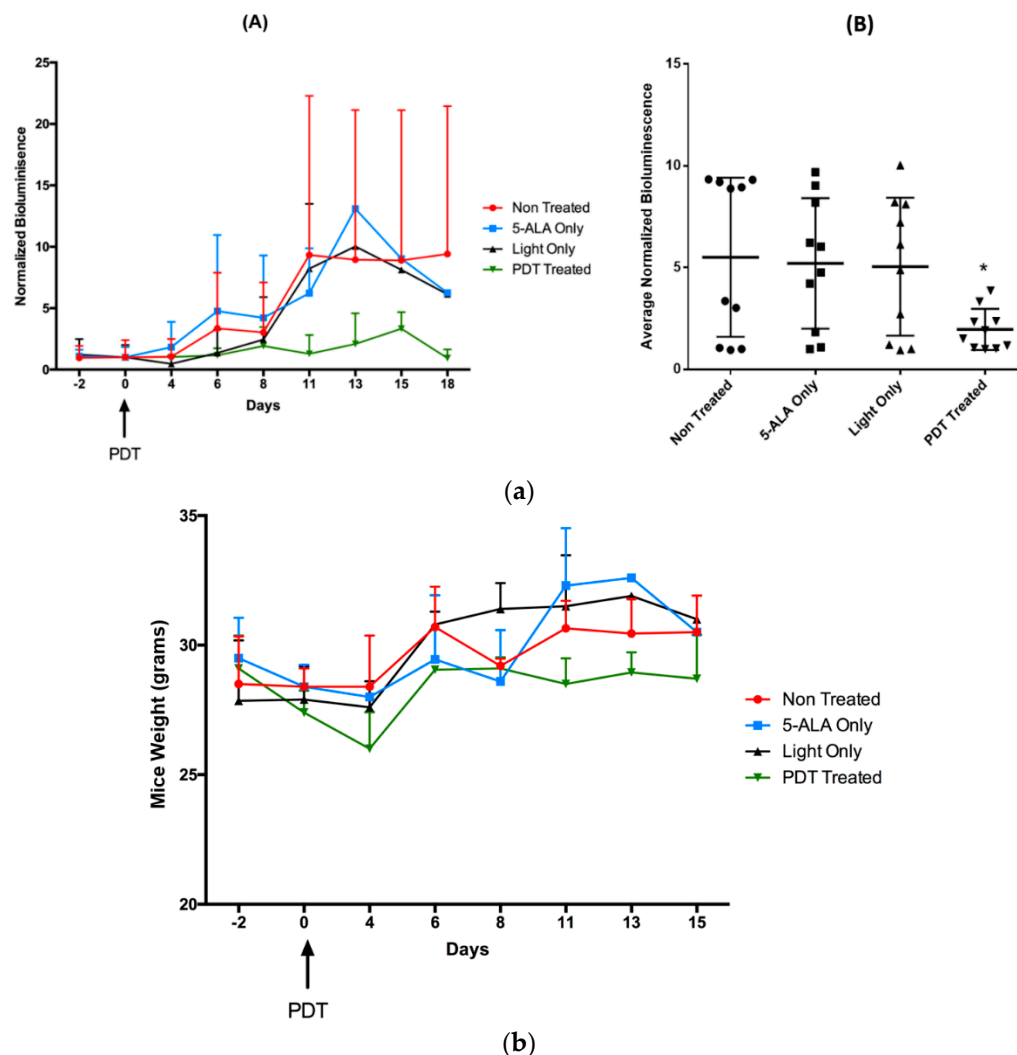 (A)
25
20
15
10
5
0
Normalized Bioluminisence
-2 0 4 6 8 11 13 15 18
Days
PDT
Non Treated
5-ALA Only
Light Only
PDT Treated
(B)
15
10
5
0
Average Normalized Bioluminescence
*
Non Treated
5-ALA Only
Light Only
PDT Treated
(a)
35
30
25
20
Mice Weight (grams)
-2 0 4 6 8 11 13 15
Days
PDT
Non Treated
5-ALA Only
Light Only
PDT Treated
(b)